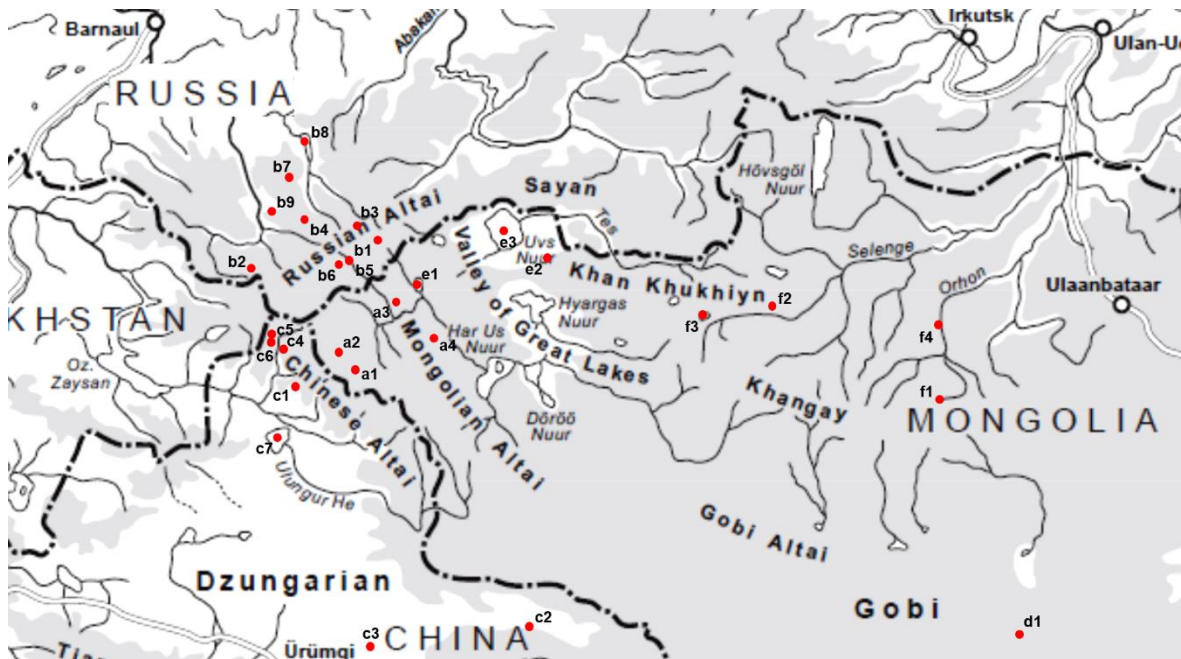 Barnaul
Abakan
Irkutsk
Ulan-Ud
RUSSIA
b8
b7
b9
b4
b3
b1
b2
b6
b5
Russian Altai
Sayan
Hövsgöl
Nuur
Tes
e3
Uvs
Nuur
e2
e1
Selenge
Orhon
Ulaanbataar
Khan Khukhiyn
Valley of Great Lakes
Hyargas
Nuur
f2
f3
f4
f1
a3
a4
a2
a1
Har Us
Nuur
Mongolian Altai
KHSTAN
c5
c4
c6
c1
Oz.
Zaysan
Chinese Altai
c7
Ulungur He
Döröö
Nuur
Khangay
MONGOLIA
Gobi Altai
Dzungarian
Gobi
d1
c2
c3
CHINA
Ürümqi
Tian